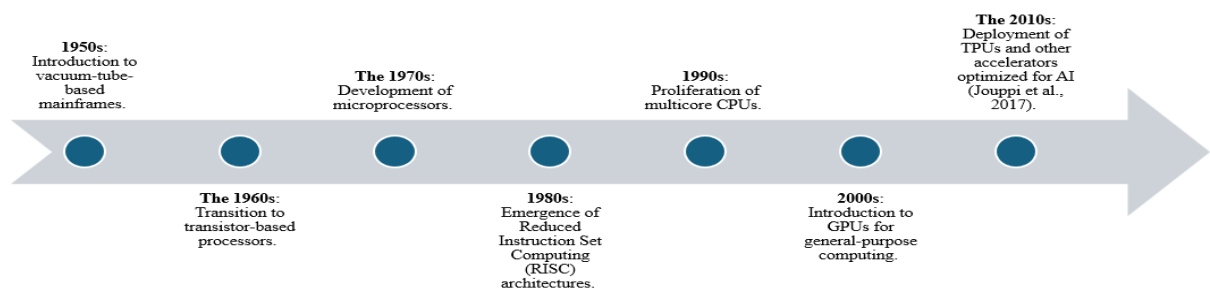 1950s:
Introduction to
vacuum-tube-
based
mainframes.
The 1960s:
Transition to
transistor-based
processors.
The 1970s:
Development of
microprocessors.
1980s:
Emergence of
Reduced
Instruction Set
Computing
(RISC)
architectures.
1990s:
Proliferation of
multicore CPUs.
2000s:
Introduction to
GPUs for
general-purpose
computing.
The 2010s:
Deployment of
TPUs and other
accelerators
optimized for AI
(Jouppi et al.,
2017).